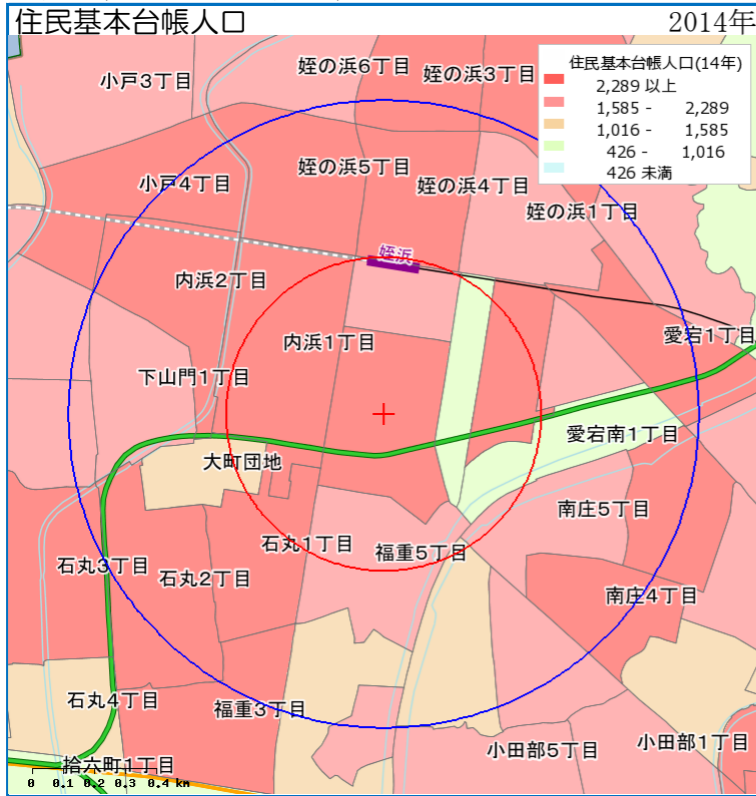 住民基本台帳人口 2014年
住民基本台帳人口(14年)
2,289 以上
1,585 - 2,289
1,016 - 1,585
426 - 1,016
426 未満
小戸3丁目
姪の浜6丁目
姪の浜3丁目
小戸4丁目
姪の浜5丁目
姪の浜4丁目
姪の浜1丁目
姪浜
内浜2丁目
内浜1丁目
愛宕1丁目
下山門1丁目
愛宕南1丁目
大町団地
南庄5丁目
石丸1丁目
福重5丁目
石丸3丁目
石丸2丁目
南庄4丁目
石丸4丁目
福重3丁目
小田部5丁目
小田部1丁目
拾六町1丁目
0 0.1 0.2 0.3 0.4 km